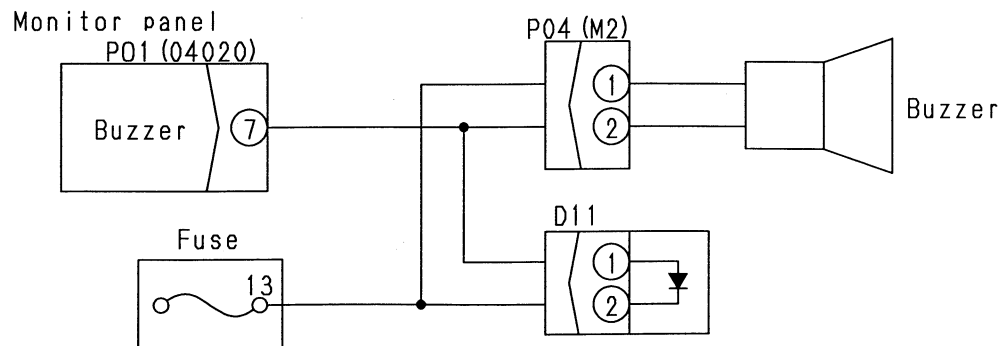 Monitor panel
P01 (04020)
Buzzer
7
P04 (M2)
1
2
Buzzer
D11
1
2
Fuse
13